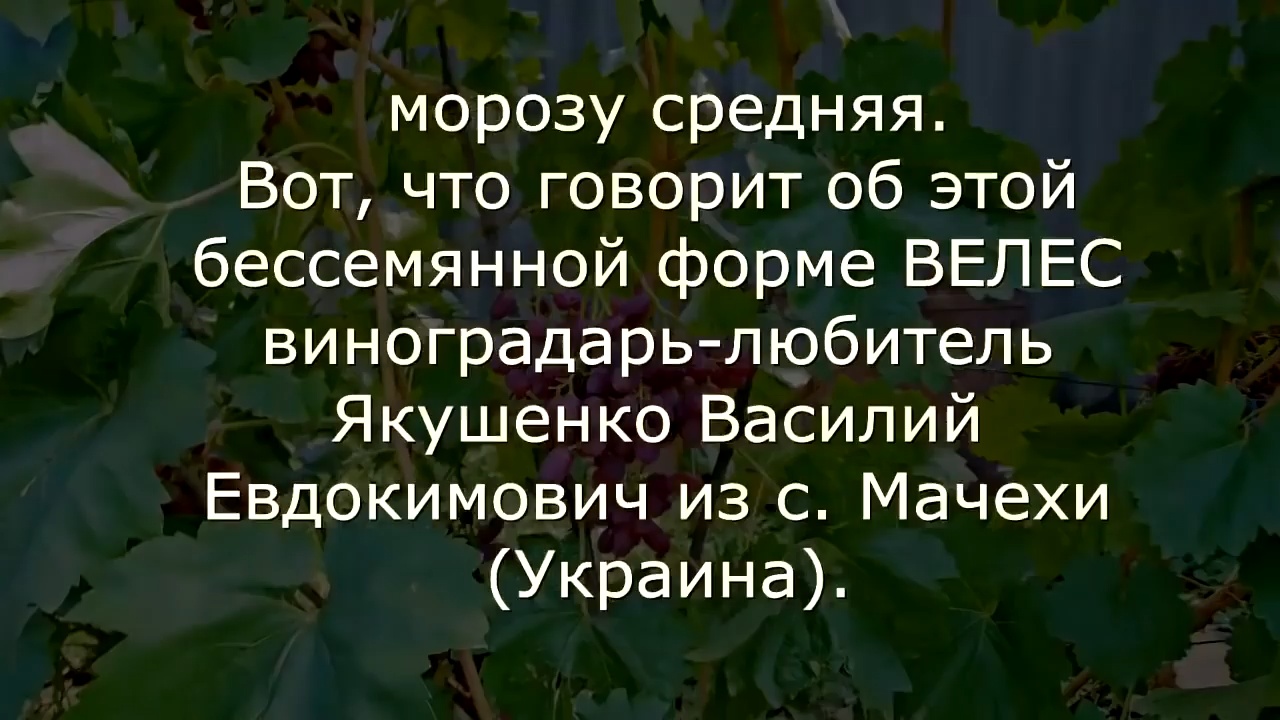 морозу средняя.
Вот, что говорит об этой
бессемянной форме ВЕЛЕС
виноградарь-любитель
Якушенко Василий
Евдокимович из с. Мачехи
(Украина).